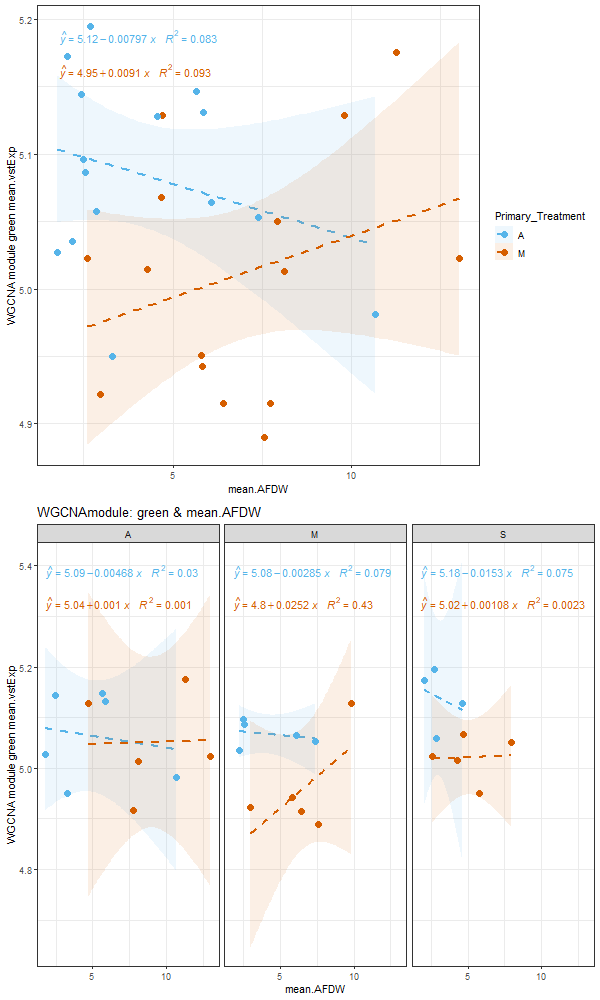 5.2
ŷ = 5.12 − 0.00797 x R² = 0.083
ŷ = 4.95 + 0.0091 x R² = 0.093
5.1
5.0
4.9
WGCNA module green mean.vstExp
5 10
mean.AFDW
Primary_Treatment
A
M
WGCNAmodule: green & mean.AFDW
A M S
5.4
ŷ = 5.09 − 0.00468 x R² = 0.03
ŷ = 5.08 − 0.00285 x R² = 0.079
ŷ = 5.18 − 0.0153 x R² = 0.075
ŷ = 5.04 + 0.001 x R² = 0.001
ŷ = 4.8 + 0.0252 x R² = 0.43
ŷ = 5.02 + 0.00108 x R² = 0.0023
5.2
5.0
4.8
WGCNA module green mean.vstExp
5 10 5 10 5 10
mean.AFDW